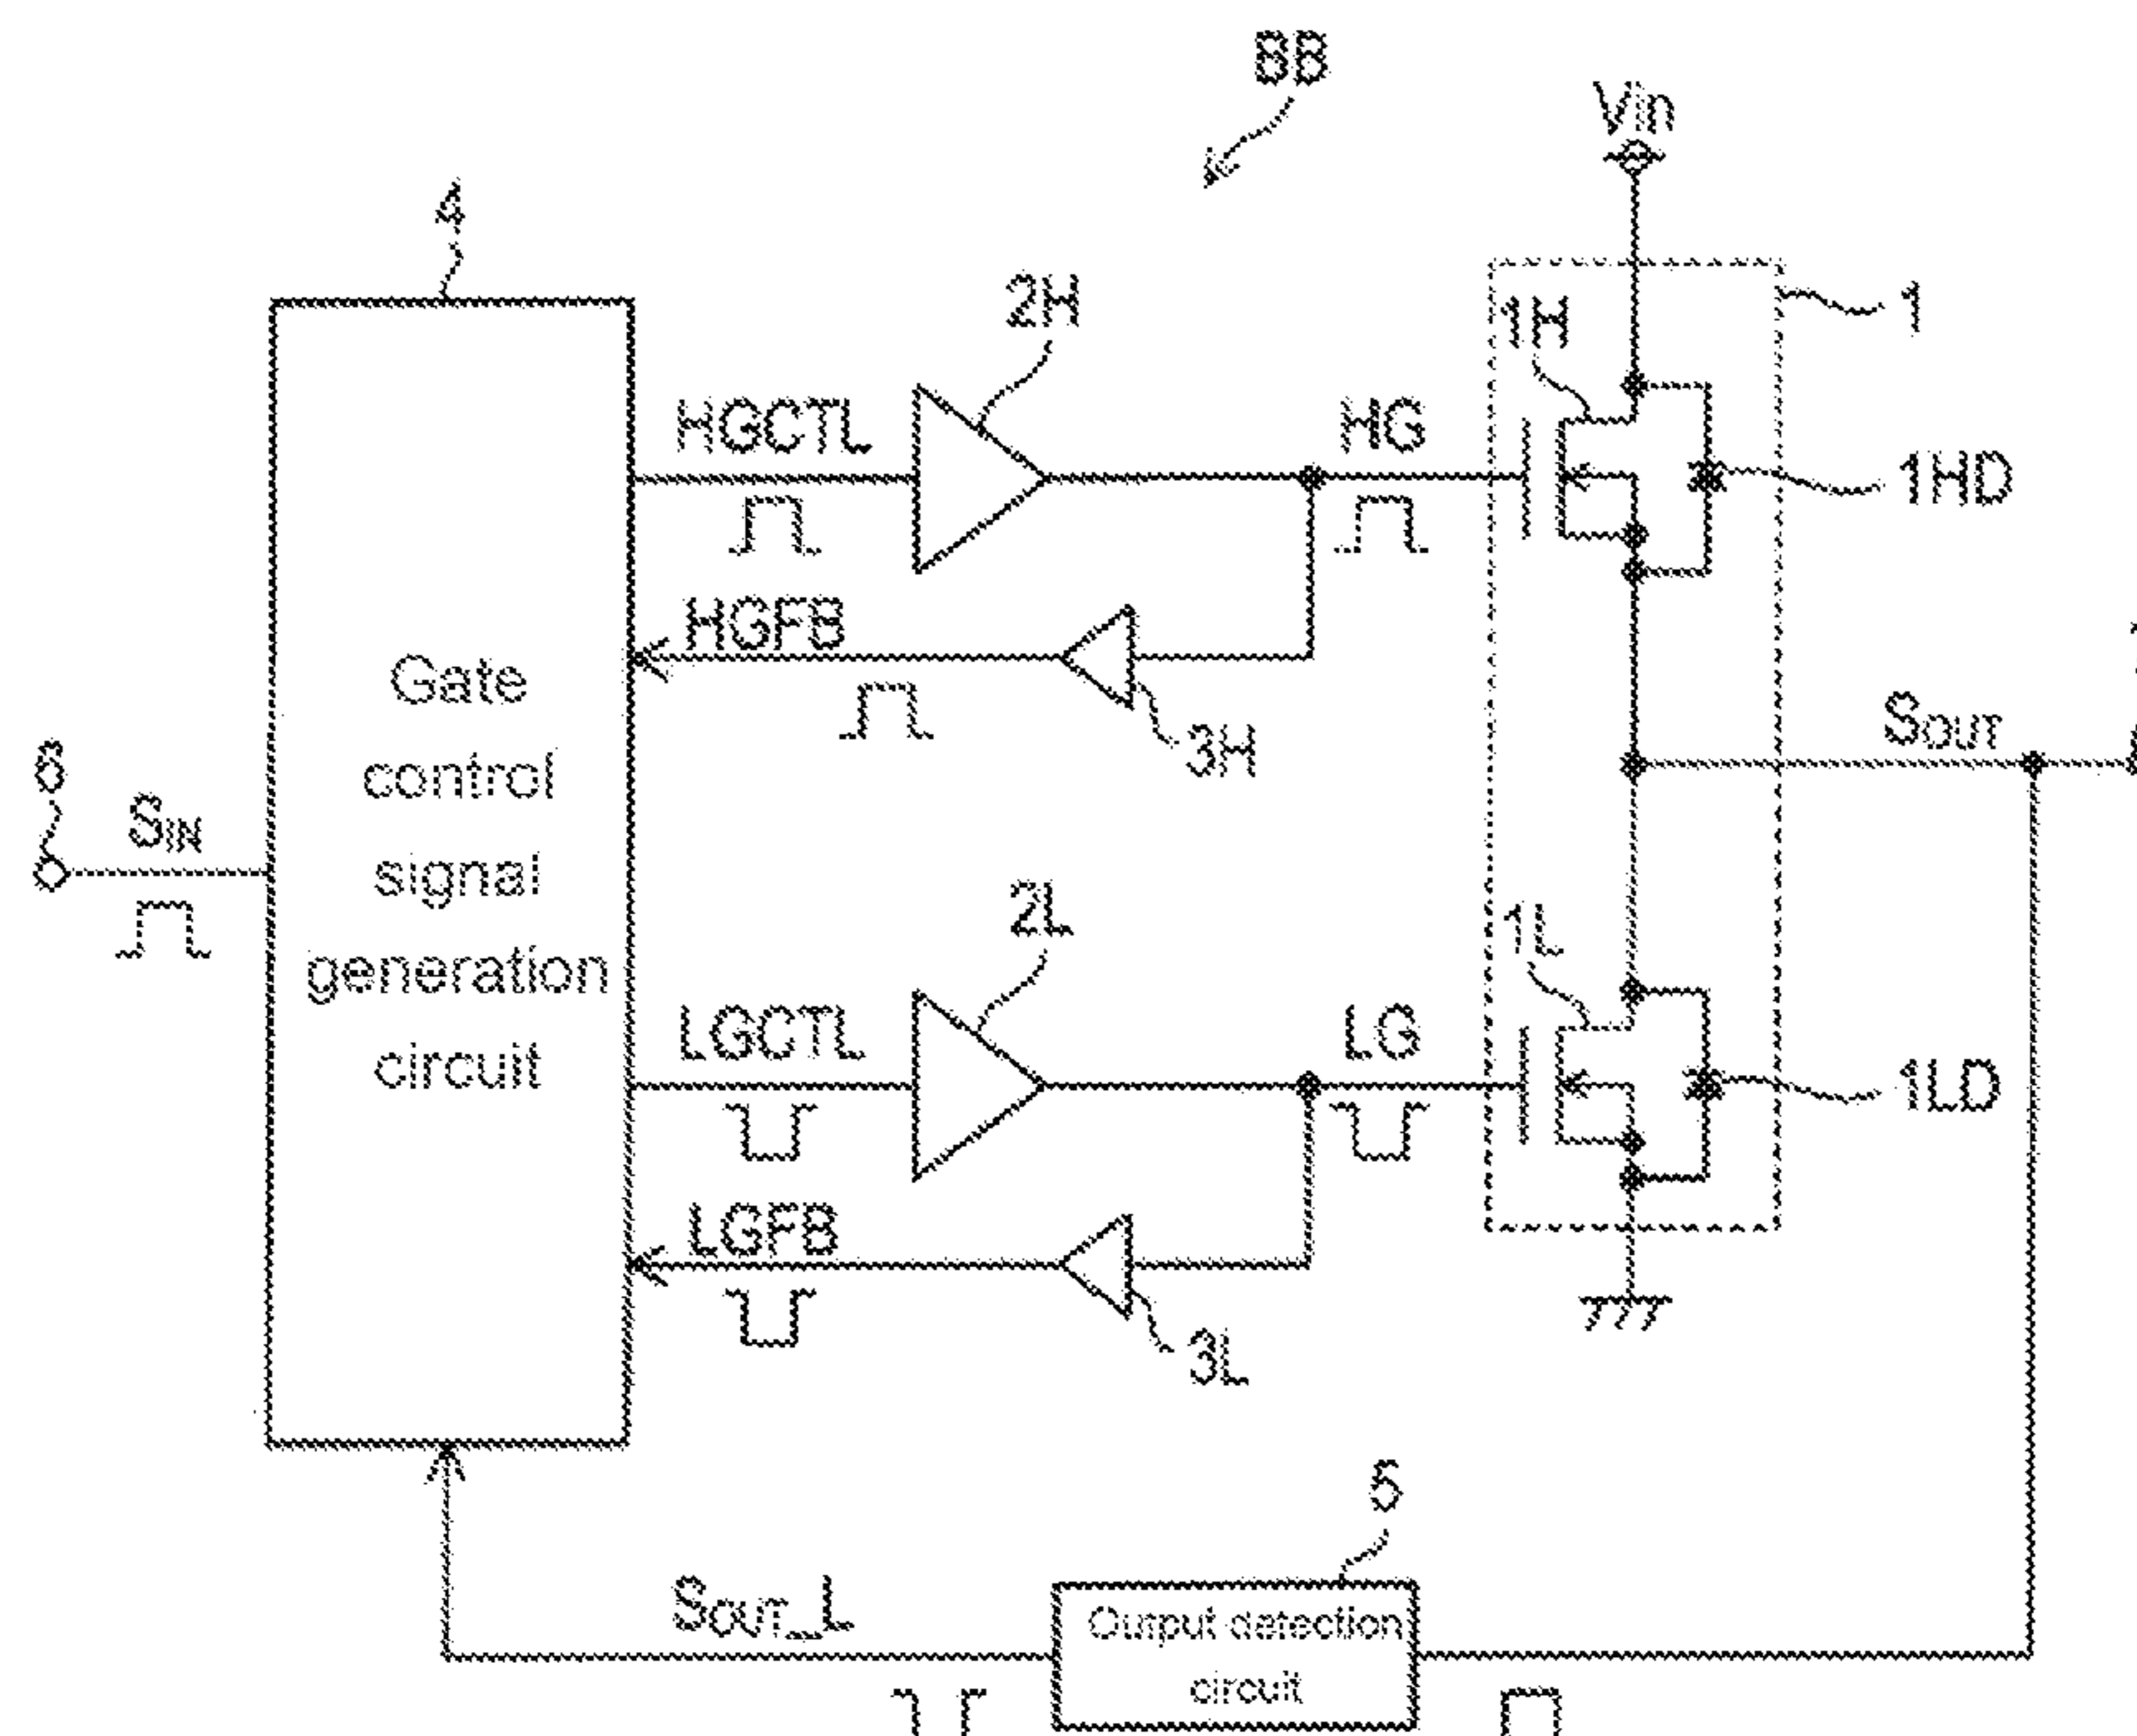 8B
Vin
4
2H
1H
1
HGCTL
HG
1HD
HGFB
3H
Gate
control
signal
generation
circuit
6
SIN
SOUT
2L
1L
LGCTL
LG
1LD
LGFB
3L
5
SOUT_L
Output detection
circuit